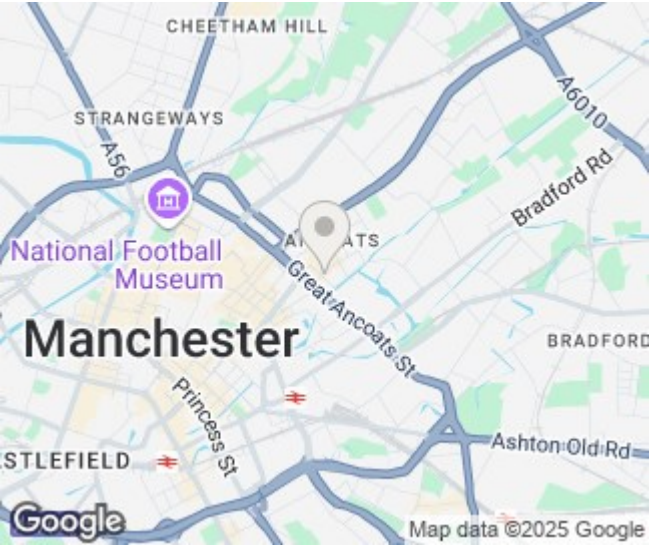 CHEETHAM HILL
STRANGEWAYS
A56
A6010
Bradford Rd
National Football
Museum
Great Ancoats St
Manchester
BRADFORD
Princess St
STLEFIELD
Ashton Old Rd
Google
Map data ©2025 Google